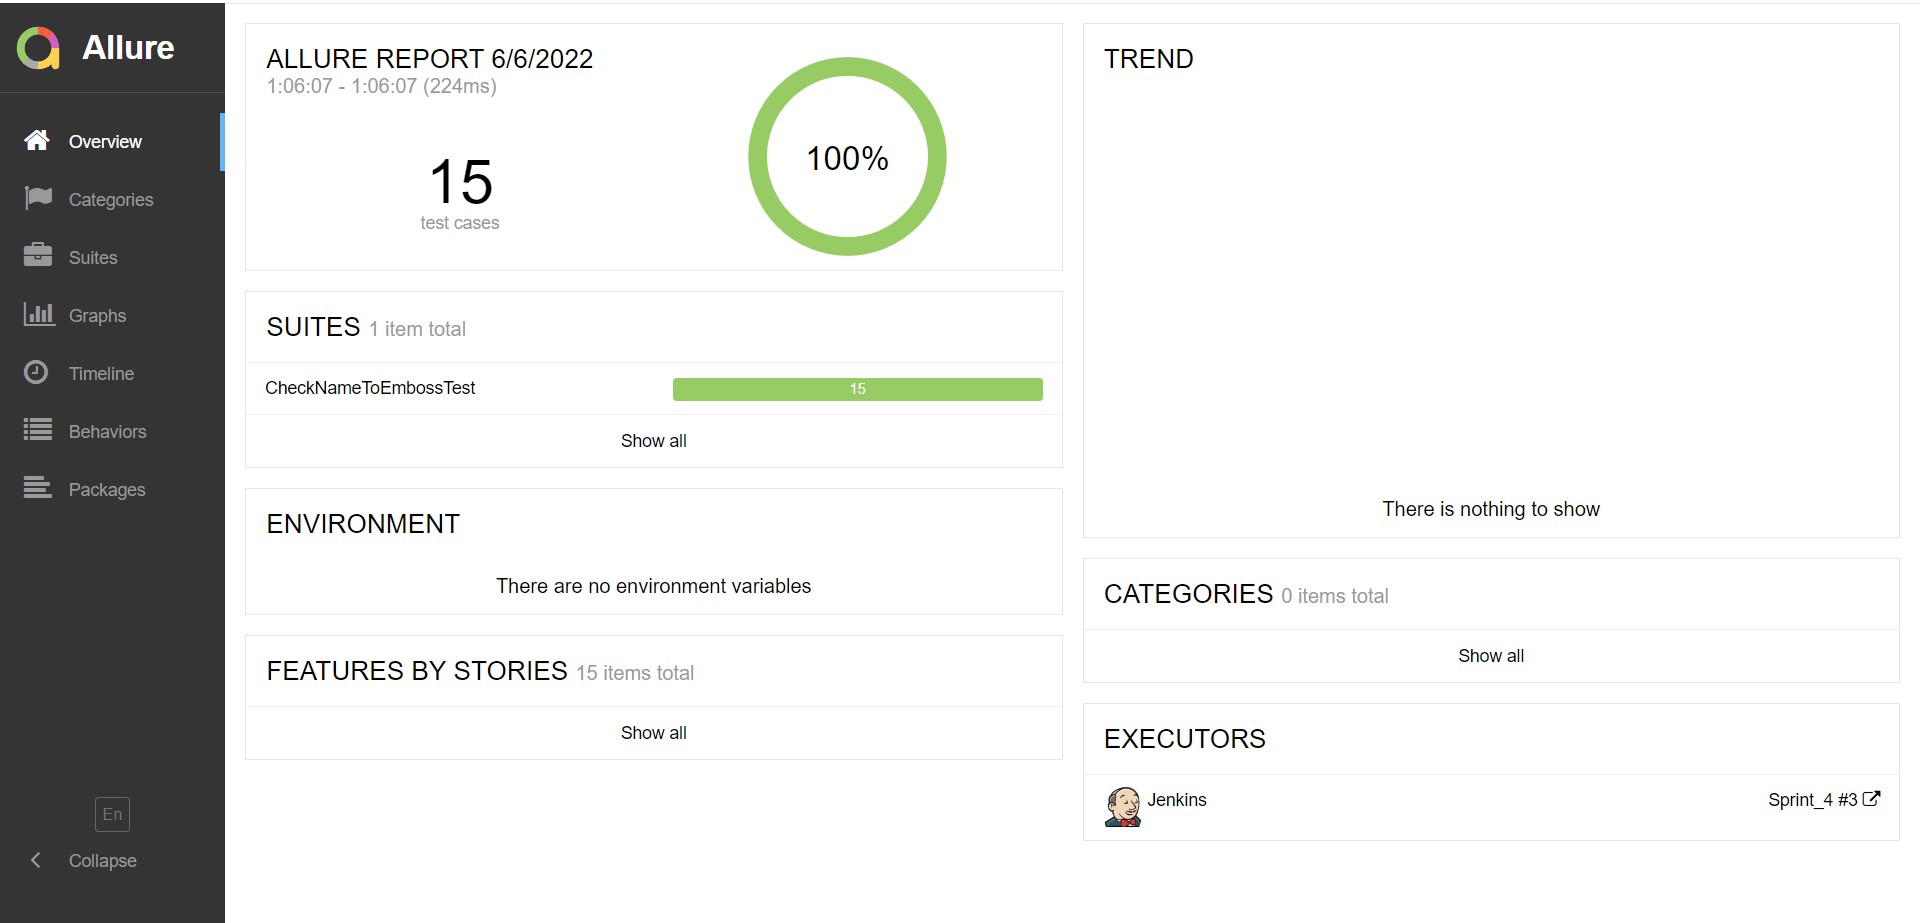 Allure
Overview
Categories
Suites
Graphs
Timeline
Behaviors
Packages
En
Collapse
ALLURE REPORT 6/6/2022
1:06:07 - 1:06:07 (224ms)
15
test cases
100%
SUITES 1 item total
CheckNameToEmbossTest 15
Show all
ENVIRONMENT
There are no environment variables
FEATURES BY STORIES 15 items total
Show all
TREND
There is nothing to show
CATEGORIES 0 items total
Show all
EXECUTORS
Jenkins Sprint_4 #3